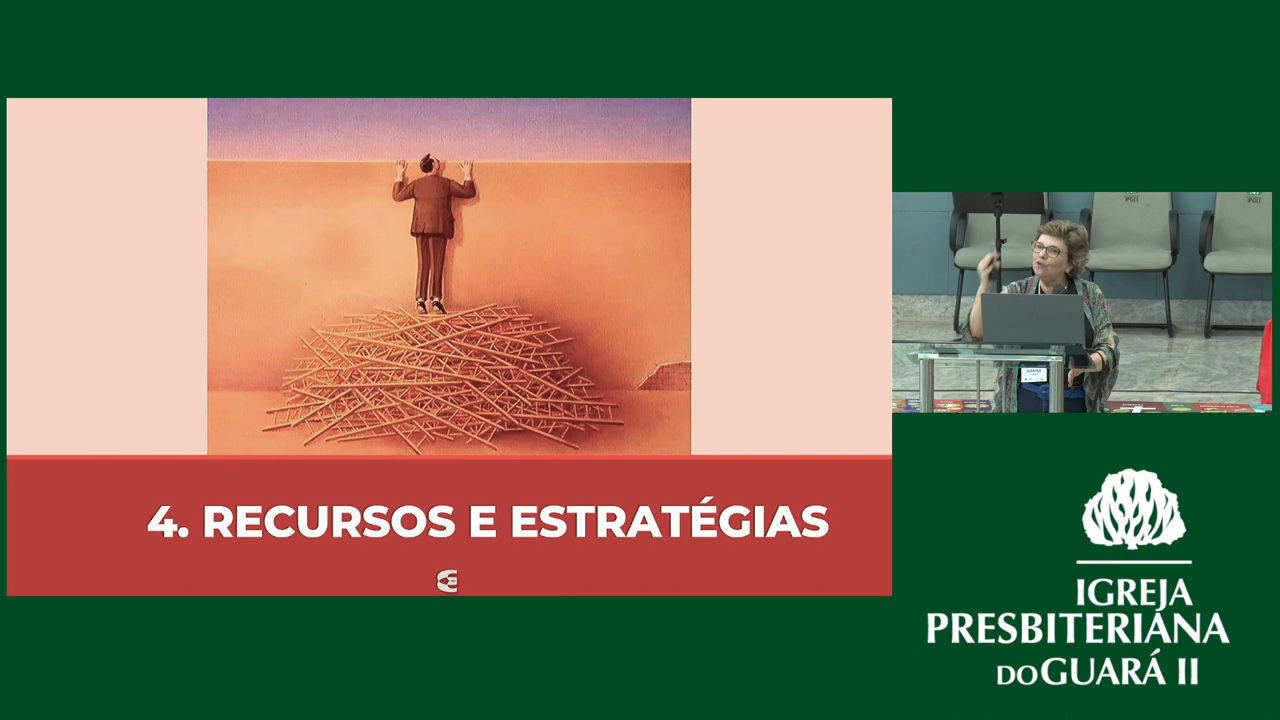 4. RECURSOS E ESTRATÉGIAS
IGREJA
PRESBITERIANA
DO GUARÁ II